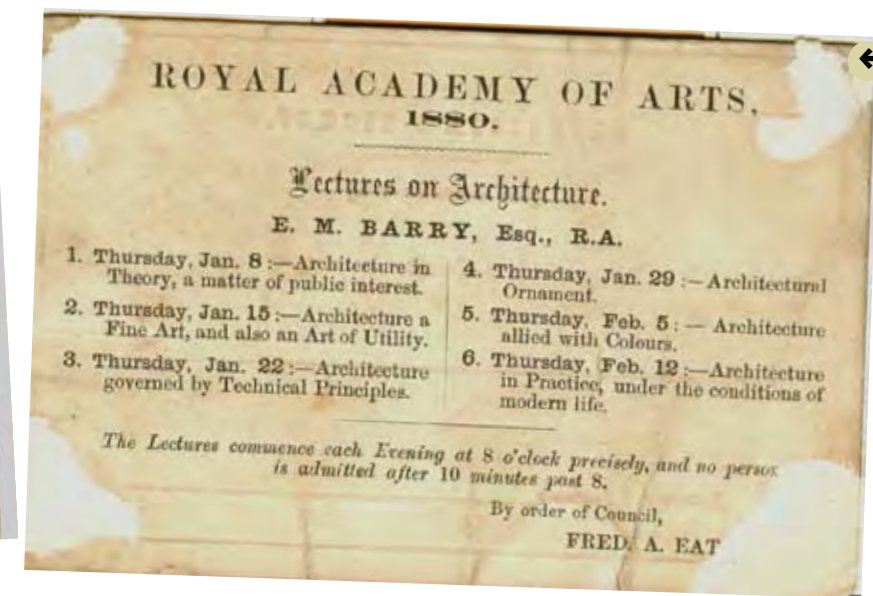 ROYAL ACADEMY OF ARTS,
1880.
Lectures on Architecture.
E. M. BARRY, Esq., R.A.
1. Thursday, Jan. 8 :—Architecture in
Theory, a matter of public interest.
2. Thursday, Jan. 15 :—Architecture a
Fine Art, and also an Art of Utility.
3. Thursday, Jan. 22 :—Architecture
governed by Technical Principles.
4. Thursday, Jan. 29 :—Architectural
Ornament.
5. Thursday, Feb. 5 :— Architecture
allied with Colours.
6. Thursday, Feb. 12 :—Architecture
in Practice, under the conditions of
modern life.
The Lectures commence each Evening at 8 o'clock precisely, and no person
is admitted after 10 minutes past 8.
By order of Council,
FRED. A. EAT